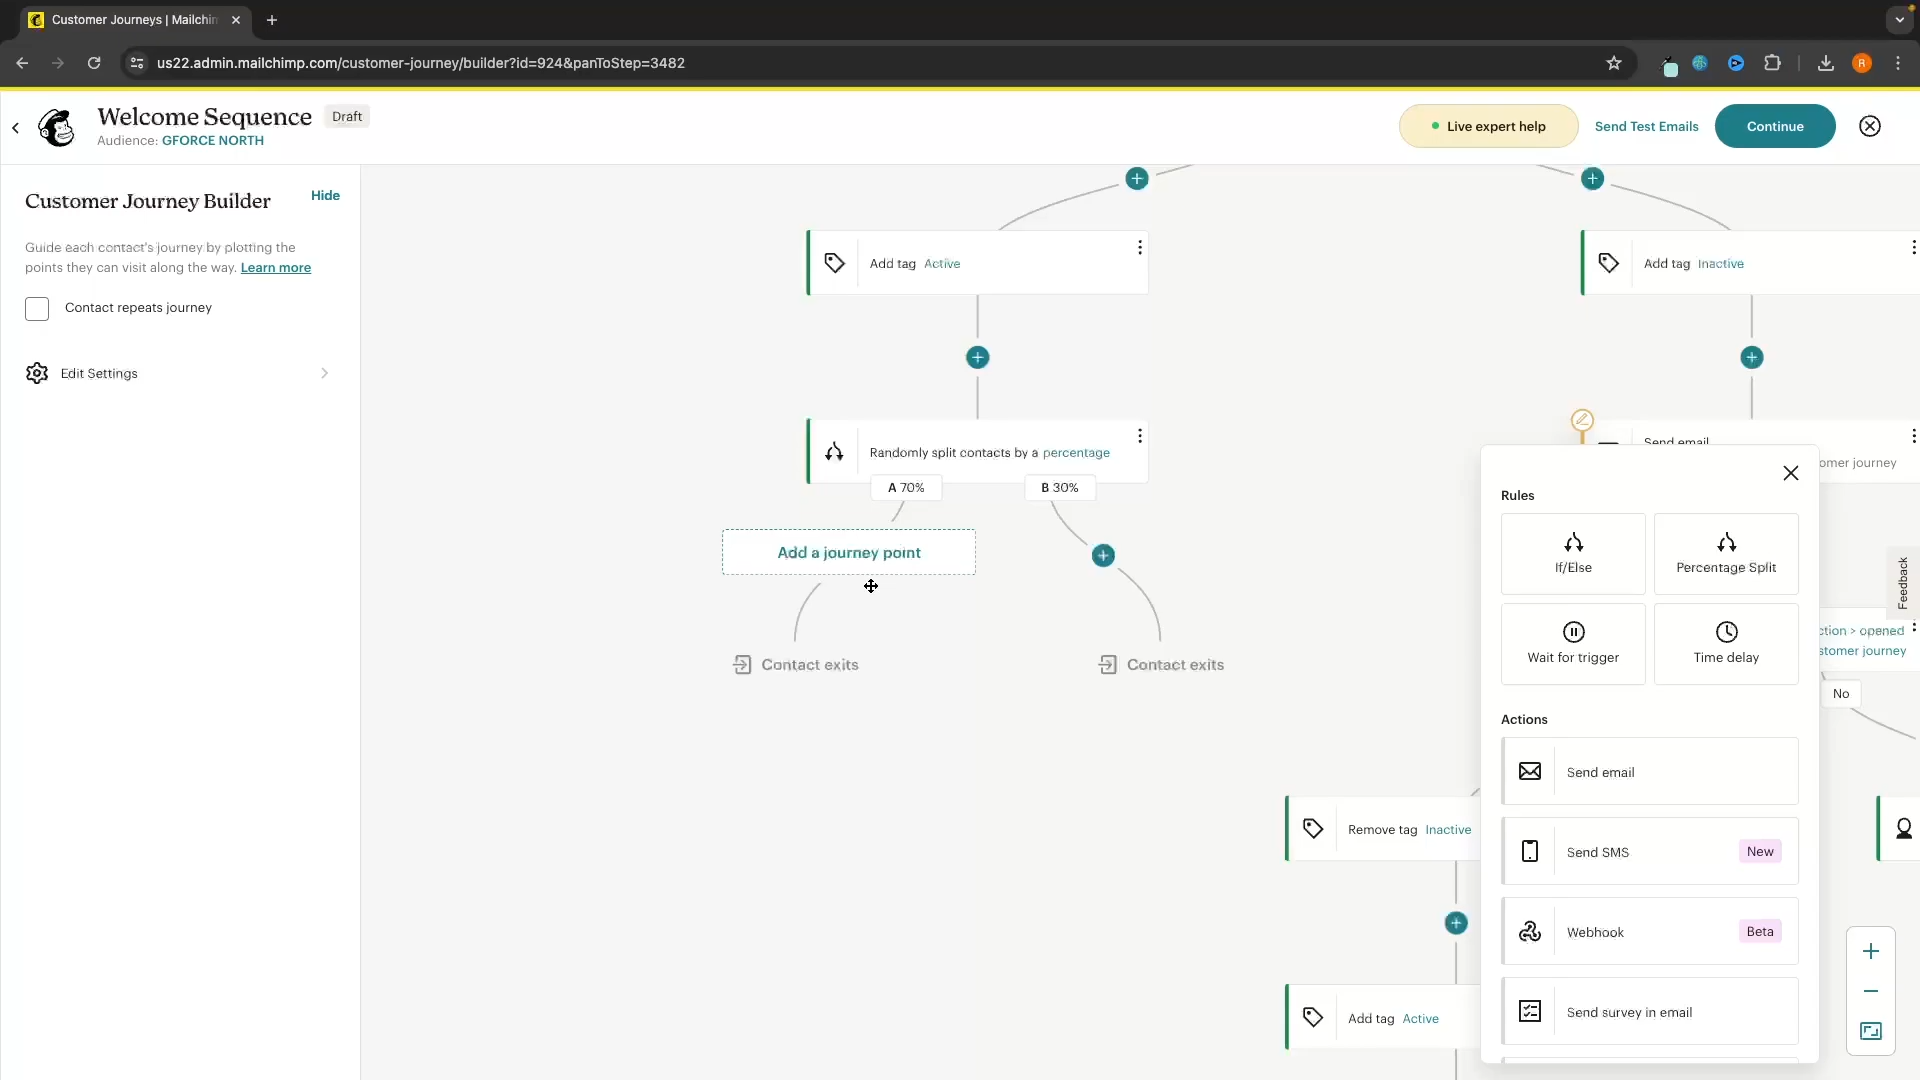 Customer Journeys | Mailchim
us22.admin.mailchimp.com/customer-journey/builder?id=924&panToStep=3482
R
Welcome Sequence
Draft
Audience: GFORCE NORTH
Live expert help
Send Test Emails
Continue
Customer Journey Builder
Hide
Guide each contact's journey by plotting the
points they can visit along the way. Learn more
Contact repeats journey
Edit Settings
Add tag Active
Add tag Inactive
Randomly split contacts by a percentage
A 70%
B 30%
Send email
omer journey
Add a journey point
Contact exits
Contact exits
Rules
If/Else
Percentage Split
Wait for trigger
Time delay
Feedback
ction > opened
stomer journey
No
Actions
Send email
Send SMS
New
Webhook
Beta
Send survey in email
Remove tag Inactive
Add tag Active